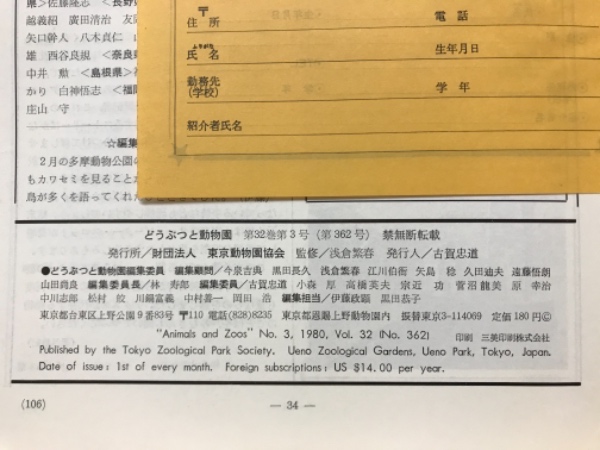 県>佐藤隆志 <長野
越義紹 廣田清治 友
矢口幹人 八木貞仁
雄 西谷良規 <奈良
中井 勲 <島根県>
かり 白神悟志 <福
庄山 守
☆編集
2月の多摩動物公園の
もカワセミを見ることが
鳥が多くを語ってくれた
〒
住所 電話
ふりがな
氏名 生年月日
勤務先
(学校) 学年
紹介者氏名
どうぶつと動物園 第32巻第3号〈第362号〉 禁無断転載
発行所/財団法人 東京動物園協会 監修/浅倉繁春 発行人/古賀忠道
●どうぶつと動物園編集委員 編集顧問/今泉吉典 黒田長久 浅倉繁春 江川伯衛 矢島 稔 久田迪夫 遠藤悟朗
山田尚良 編集委員長/林 寿郎 編集委員/古賀忠道 小森 厚 高橋英夫 宗近 功 菅沼龍美 原 幸治
中川志郎 松村 皎 川鍋富義 中村善一 岡田 浩 編集担当/伊藤政顕 黒田恭子
東京都台東区上野公園9番83号 〒110 電話(828)8235 東京都恩賜上野動物園内 振替東京3-114069 定価180円Ⓒ
"Animals and Zoos" No. 3, 1980, Vol. 32 (No. 362) 印刷 三英印刷株式会社
Published by the Tokyo Zoological Park Society. Ueno Zoological Gardens, Ueno Park, Tokyo, Japan.
Date of issue: 1st of every month. Foreign subscriptions: US $14.00 per year.
(106) — 34 —